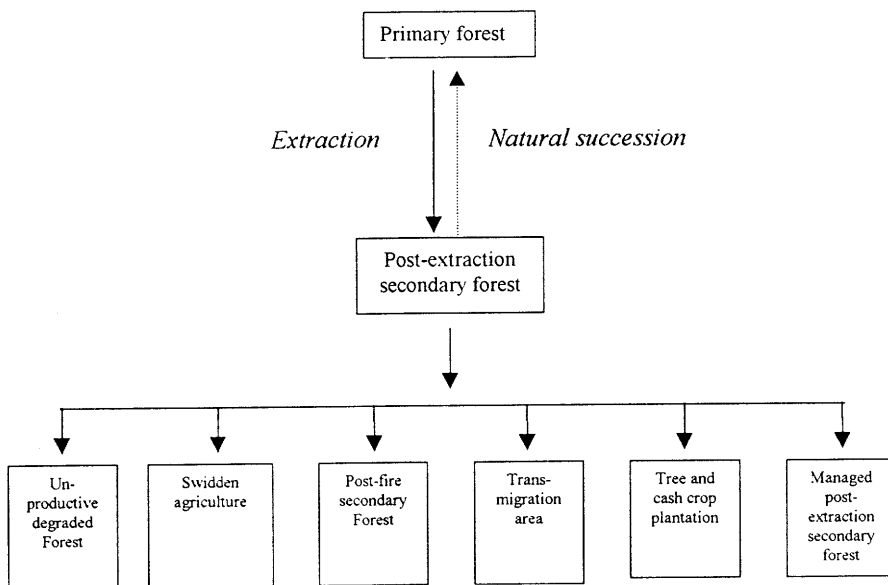 Primary forest
Extraction
Natural succession
Post-extraction
secondary forest
Un-
productive
degraded
Forest
Swidden
agriculture
Post-fire
secondary
Forest
Trans-
migration
area
Tree and
cash crop
plantation
Managed
post-
extraction
secondary
forest